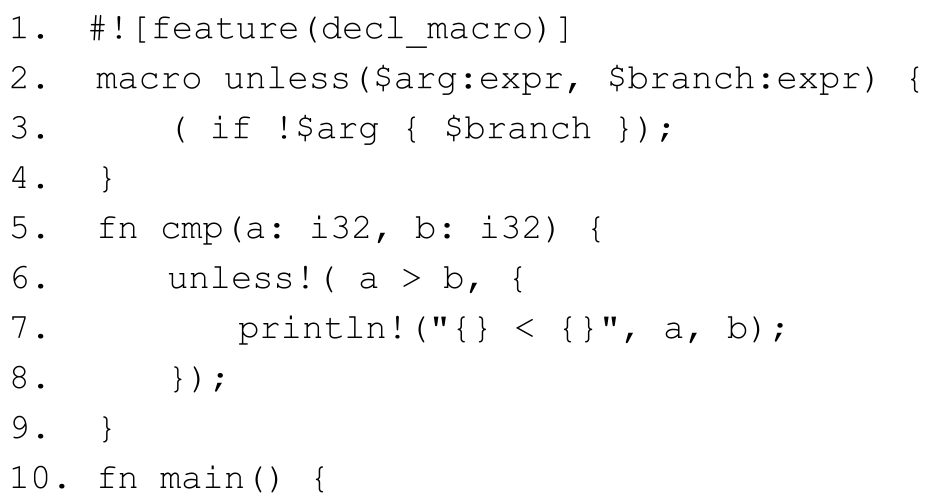 1. #![feature(decl_macro)]
2. macro unless($arg:expr, $branch:expr) {
3. ( if !$arg { $branch });
4. }
5. fn cmp(a: i32, b: i32) {
6. unless!( a > b, {
7. println!("{} < {}", a, b);
8. });
9. }
10. fn main() {